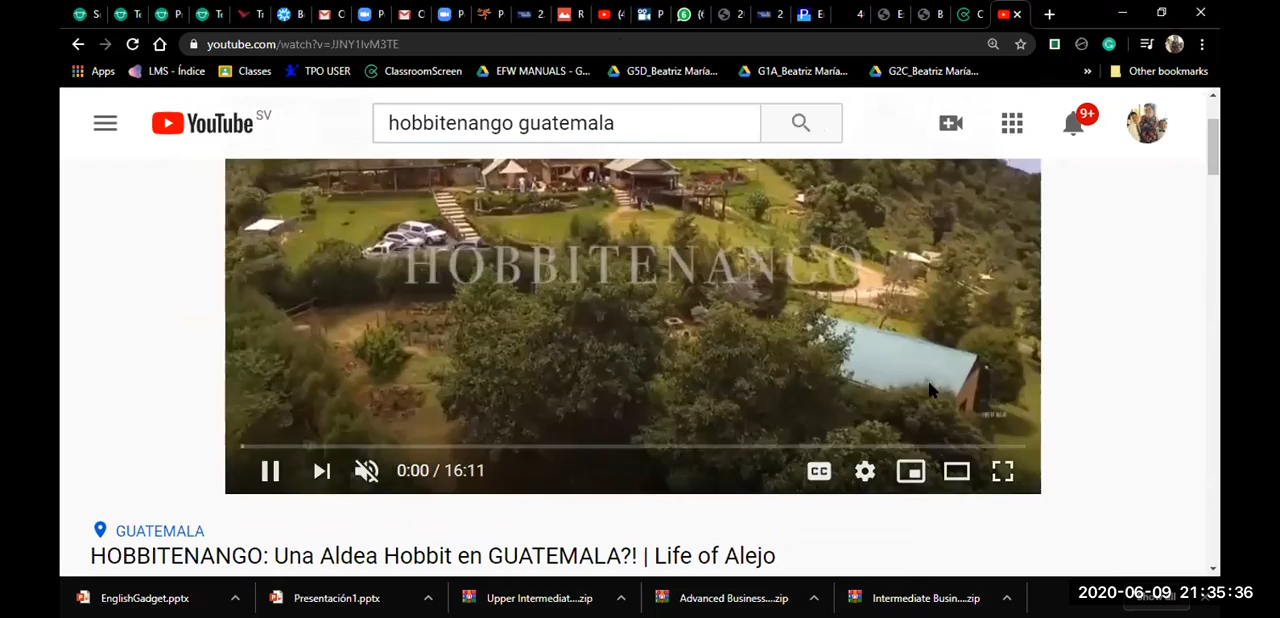 youtube.com/watch?v=JJNY1IvM3TE
Apps LMS - Índice Classes TPO USER ClassroomScreen EFW MANUALS - G... G5D_Beatriz María... G1A_Beatriz María... G2C_Beatriz María... » Other bookmarks
YouTube SV hobbitenango guatemala 9+
HOBBITENANGO
0:00 / 16:11 CC
GUATEMALA
HOBBITENANGO: Una Aldea Hobbit en GUATEMALA?! | Life of Alejo
EnglishGadget.pptx Presentación1.pptx Upper Intermediat....zip Advanced Business....zip Intermediate Busin....zip
2020-06-09 21:35:36